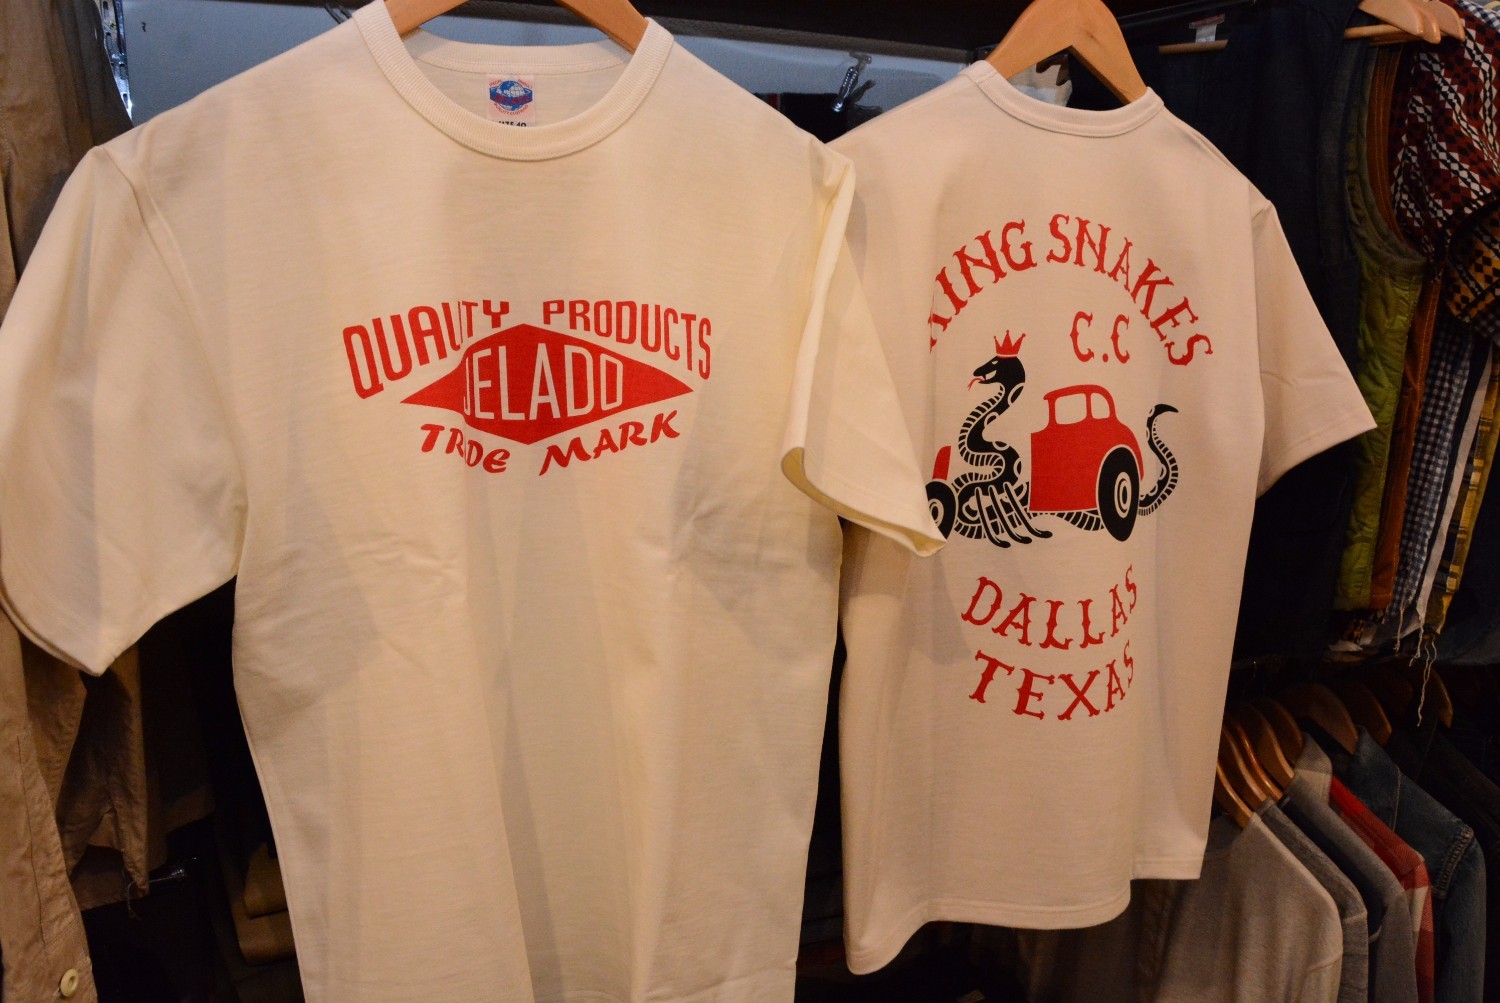 QUALITY PRODUCTS
JELADO
TRADE MARK
KING SNAKES
C.C
DALLAS
TEXAS